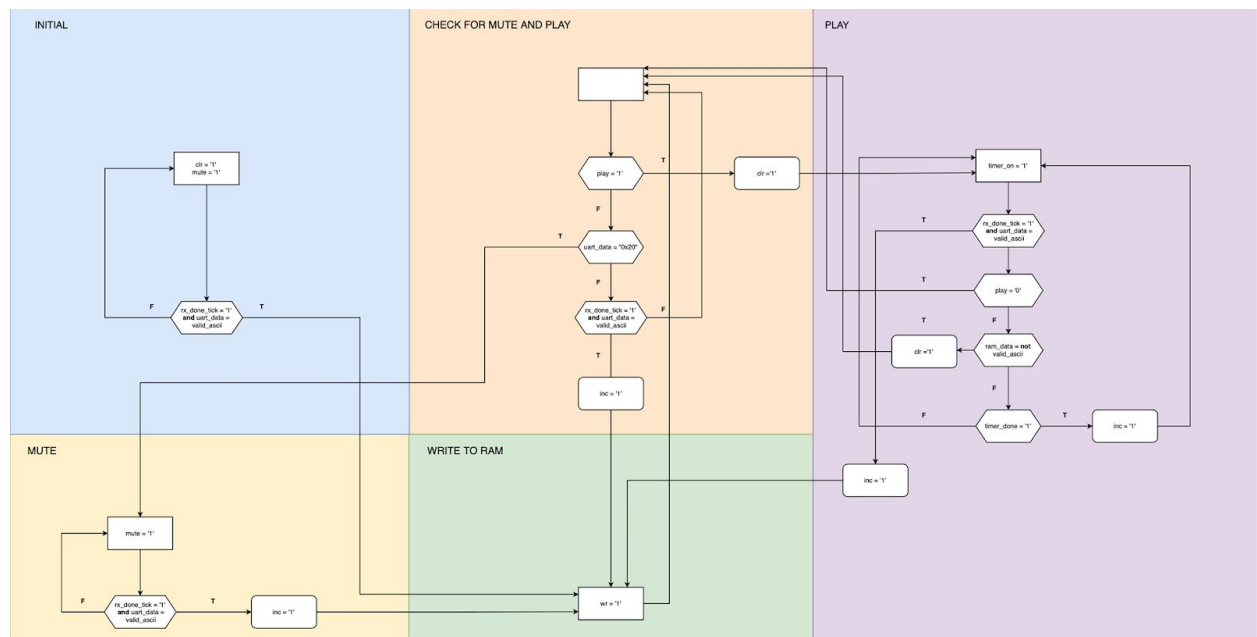 INITIAL
clr = '1'
mute = '1'
F
T
rx_done_tick = '1'
and uart_data =
valid_ascii
CHECK FOR MUTE AND PLAY
play = '1'
T
clr ='1'
F
T
uart_data = "0x20"
F
rx_done_tick = '1'
and uart_data =
valid_ascii
F
T
inc = '1'
PLAY
timer_on = '1'
T
rx_done_tick = '1'
and uart_data =
valid_ascii
T
play = '0'
F
T
clr ='1'
ram_data = not
valid_ascii
F
F
timer_done = '1'
T
inc = '1'
inc = '1'
MUTE
mute = '1'
F
rx_done_tick = '1'
and uart_data =
valid_ascii
T
inc = '1'
WRITE TO RAM
wr = '1'